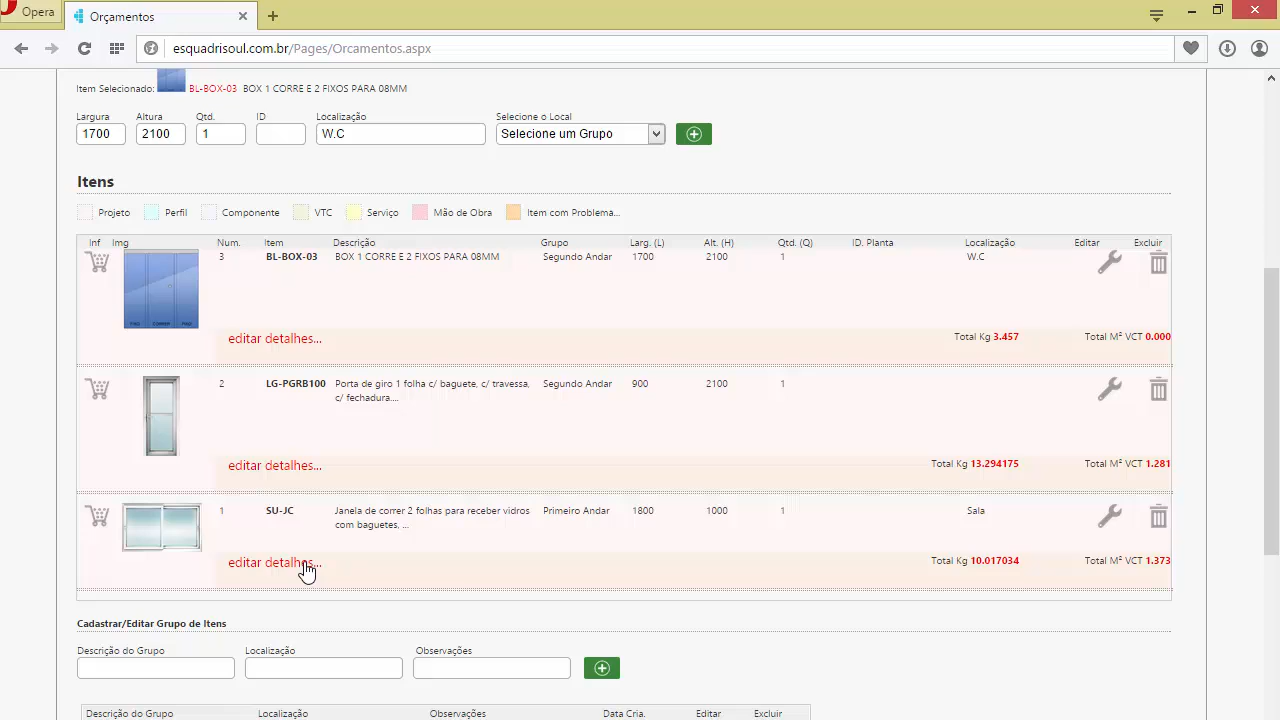 Opera
Orçamentos
esquadrisoul.com.br/Pages/Orcamentos.aspx
Item Selecionado: BL-BOX-03 BOX 1 CORRE E 2 FIXOS PARA 08MM
Largura Altura Qtd. ID Localização Selecione o Local
1700 2100 1 W.C Selecione um Grupo
Itens
Projeto Perfil Componente VTC Serviço Mão de Obra Item com Problema...
Inf Img Num. Item Descrição Grupo Larg. (L) Alt. (H) Qtd. (Q) ID. Planta Localização Editar Excluir
3 BL-BOX-03 BOX 1 CORRE E 2 FIXOS PARA 08MM Segundo Andar 1700 2100 1 W.C
editar detalhes... Total Kg 3.457 Total M² VCT 0.000
2 LG-PGRB100 Porta de giro 1 folha c/ baguete, c/ travessa, Segundo Andar 900 2100 1
c/ fechadura....
editar detalhes... Total Kg 13.294175 Total M² VCT 1.281
1 SU-JC Janela de correr 2 folhas para receber vidros Primeiro Andar 1800 1000 1 Sala
com baguetes, ...
editar detalhes... Total Kg 10.017034 Total M² VCT 1.373
Cadastrar/Editar Grupo de Itens
Descrição do Grupo Localização Observações
Descrição do Grupo Localização Observações Data Cria. Editar Excluir